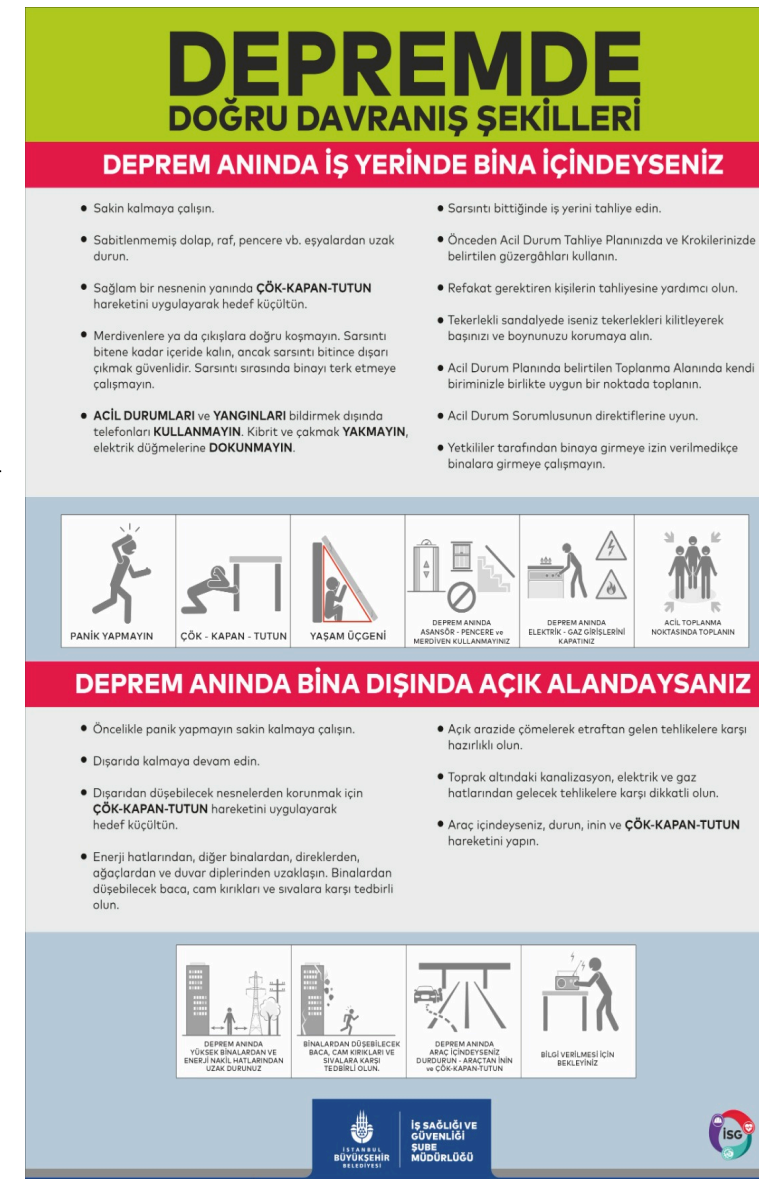 DEPREMDE
DOĞRU DAVRANIŞ ŞEKİLLERİ
DEPREM ANINDA İŞ YERİNDE BİNA İÇİNDEYSENİZ
• Sakin kalmaya çalışın.
• Sabitlenmemiş dolap, raf, pencere vb. eşyalardan uzak
durun.
• Sağlam bir nesnenin yanında ÇÖK-KAPAN-TUTUN
hareketini uygulayarak hedef küçültün.
• Merdivenlere ya da çıkışlara doğru koşmayın. Sarsıntı
bitene kadar içeride kalın, ancak sarsıntı bitince dışarı
çıkmak güvenlidir. Sarsıntı sırasında binayı terk etmeye
çalışmayın.
• ACİL DURUMLARI ve YANGINLARI bildirmek dışında
telefonları KULLANMAYIN. Kibrit ve çakmak YAKMAYIN,
elektrik düğmelerine DOKUNMAYIN.
• Sarsıntı bittiğinde iş yerini tahliye edin.
• Önceden Acil Durum Tahliye Planınızda ve Krokilerinizde
belirtilen güzergâhları kullanın.
• Refakat gerektiren kişilerin tahliyesine yardımcı olun.
• Tekerlekli sandalyede iseniz tekerlekleri kilitleyerek
başınızı ve boynunuzu korumaya alın.
• Acil Durum Planında belirtilen Toplanma Alanında kendi
biriminizle birlikte uygun bir noktada toplanın.
• Acil Durum Sorumlusunun direktiflerine uyun.
• Yetkililer tarafından binaya girmeye izin verilmedikçe
binalara girmeye çalışmayın.
PANİK YAPMAYIN
ÇÖK - KAPAN - TUTUN
YAŞAM ÜÇGENİ
DEPREM ANINDA
ASANSÖR - PENCERE ve
MERDİVEN KULLANMAYINIZ
DEPREM ANINDA
ELEKTRİK - GAZ GİRİŞLERİNİ
KAPATINIZ
ACİL TOPLANMA
NOKTASINDA TOPLANIN
DEPREM ANINDA BİNA DIŞINDA AÇIK ALANDAYSANIZ
• Öncelikle panik yapmayın sakin kalmaya çalışın.
• Dışarıda kalmaya devam edin.
• Dışarıdan düşebilecek nesnelerden korunmak için
ÇÖK-KAPAN-TUTUN hareketini uygulayarak
hedef küçültün.
• Enerji hatlarından, diğer binalardan, direklerden,
ağaçlardan ve duvar diplerinden uzaklaşın. Binalardan
düşebilecek baca, cam kırıkları ve sıvalara karşı tedbirli
olun.
• Açık arazide çömelerek etraftan gelen tehlikelere karşı
hazırlıklı olun.
• Toprak altındaki kanalizasyon, elektrik ve gaz
hatlarından gelecek tehlikelere karşı dikkatli olun.
• Araç içindeyseniz, durun, inin ve ÇÖK-KAPAN-TUTUN
hareketini yapın.
DEPREM ANINDA
YÜKSEK BİNALARDAN VE
ENERJİ NAKİL HATLARINDAN
UZAK DURUNUZ
BİNALARDAN DÜŞEBİLECEK
BACA, CAM KIRIKLARI VE
SIVALARA KARŞI
TEDBİRLİ OLUN.
DEPREM ANINDA
ARAÇ İÇİNDEYSENİZ
DURDURUN - ARAÇTAN İNİN
ve ÇÖK-KAPAN-TUTUN
BİLGİ VERİLMESİ İÇİN
BEKLEYİNİZ
İSTANBUL
BÜYÜKŞEHİR
BELEDİYESİ
İŞ SAĞLIĞI VE
GÜVENLİĞİ
ŞUBE
MÜDÜRLÜĞÜ
İSG